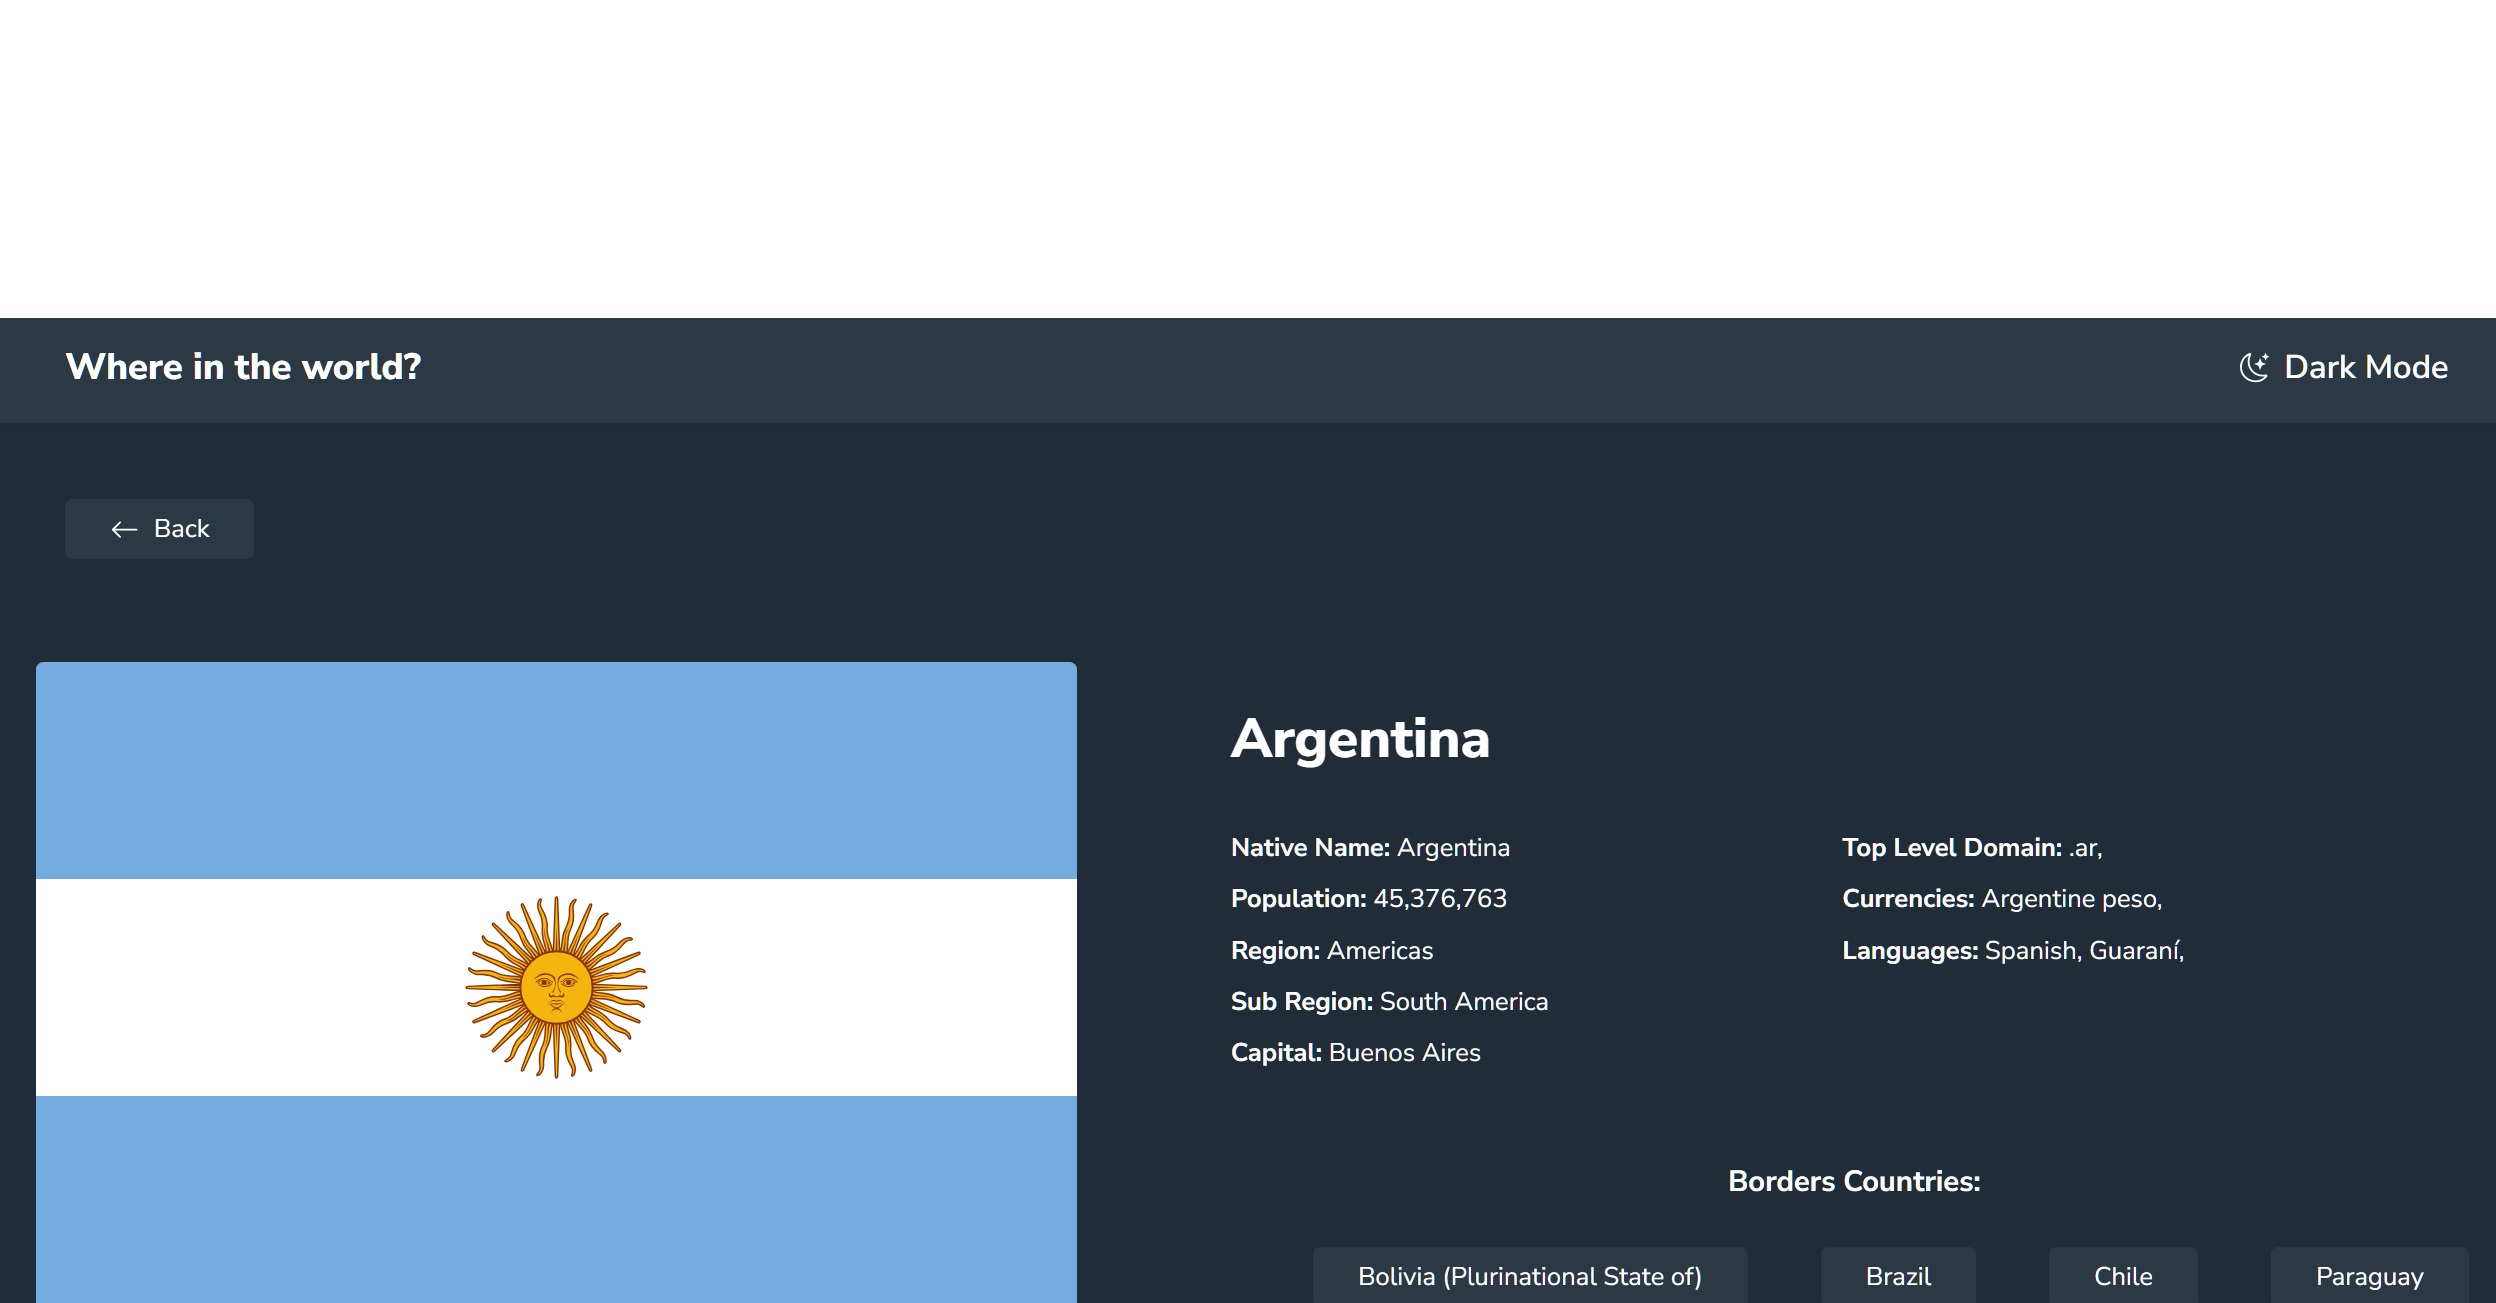 Where in the world?
Dark Mode
Back
Argentina
Native Name: Argentina
Population: 45,376,763
Region: Americas
Sub Region: South America
Capital: Buenos Aires
Top Level Domain: .ar,
Currencies: Argentine peso,
Languages: Spanish, Guaraní,
Borders Countries:
Bolivia (Plurinational State of)
Brazil
Chile
Paraguay